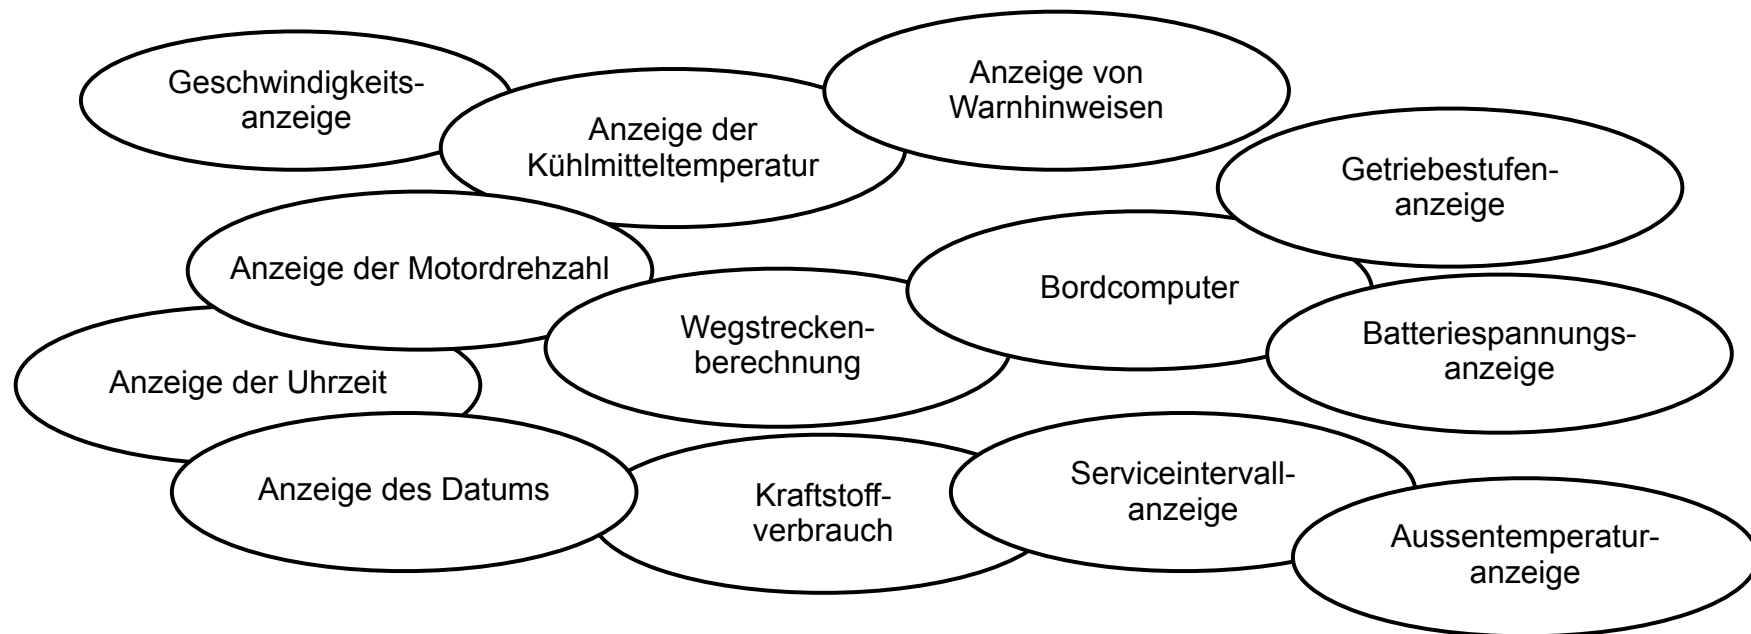 Geschwindigkeits-
anzeige
Anzeige der
Kühlmitteltemperatur
Anzeige von
Warnhinweisen
Getriebestufen-
anzeige
Anzeige der Motordrehzahl
Wegstrecken-
berechnung
Bordcomputer
Batteriespannungs-
anzeige
Anzeige der Uhrzeit
Anzeige des Datums
Kraftstoff-
verbrauch
Serviceintervall-
anzeige
Aussentemperatur-
anzeige